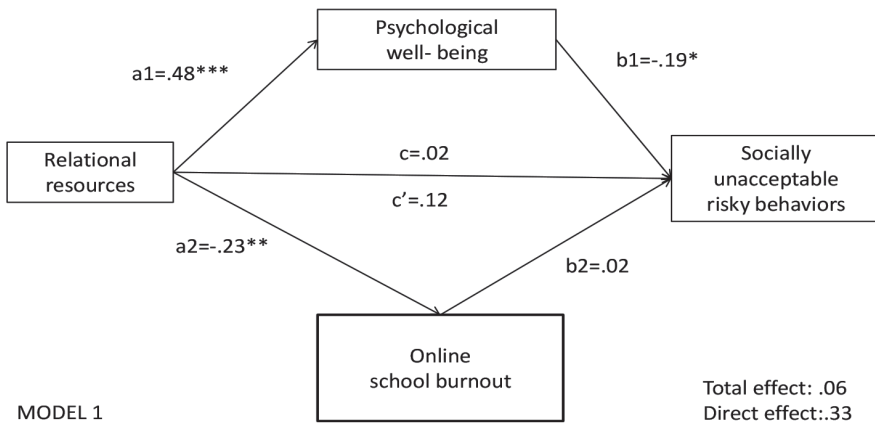 Psychological
well- being
a1=.48***
b1=-.19*
Relational
resources
c=.02
c’=.12
Socially
unacceptable
risky behaviors
a2=-.23**
b2=.02
Online
school burnout
MODEL 1
Total effect: .06
Direct effect:.33